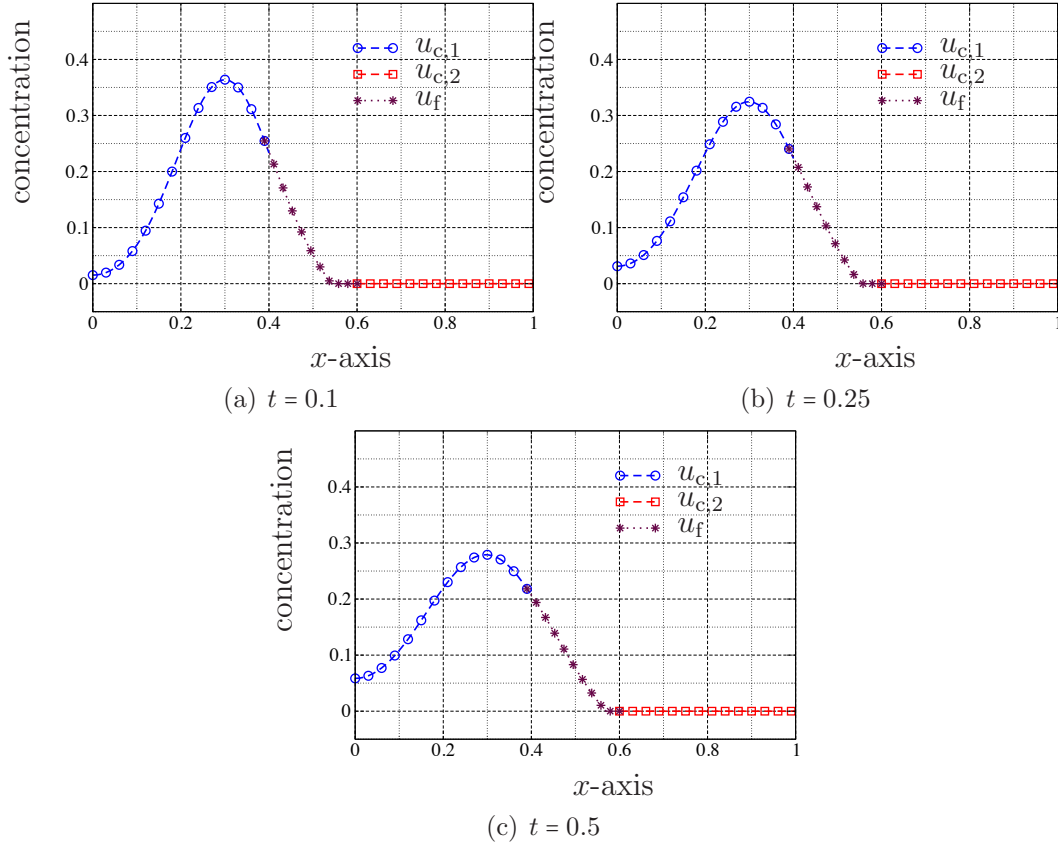 concentration
0.4
0.3
0.2
0.1
0
0 0.2 0.4 0.6 0.8 1
x-axis
u_{c,1}
u_{c,2}
u_f
(a) t = 0.1
concentration
0.4
0.3
0.2
0.1
0
0 0.2 0.4 0.6 0.8 1
x-axis
u_{c,1}
u_{c,2}
u_f
(b) t = 0.25
concentration
0.4
0.3
0.2
0.1
0
0 0.2 0.4 0.6 0.8 1
x-axis
u_{c,1}
u_{c,2}
u_f
(c) t = 0.5